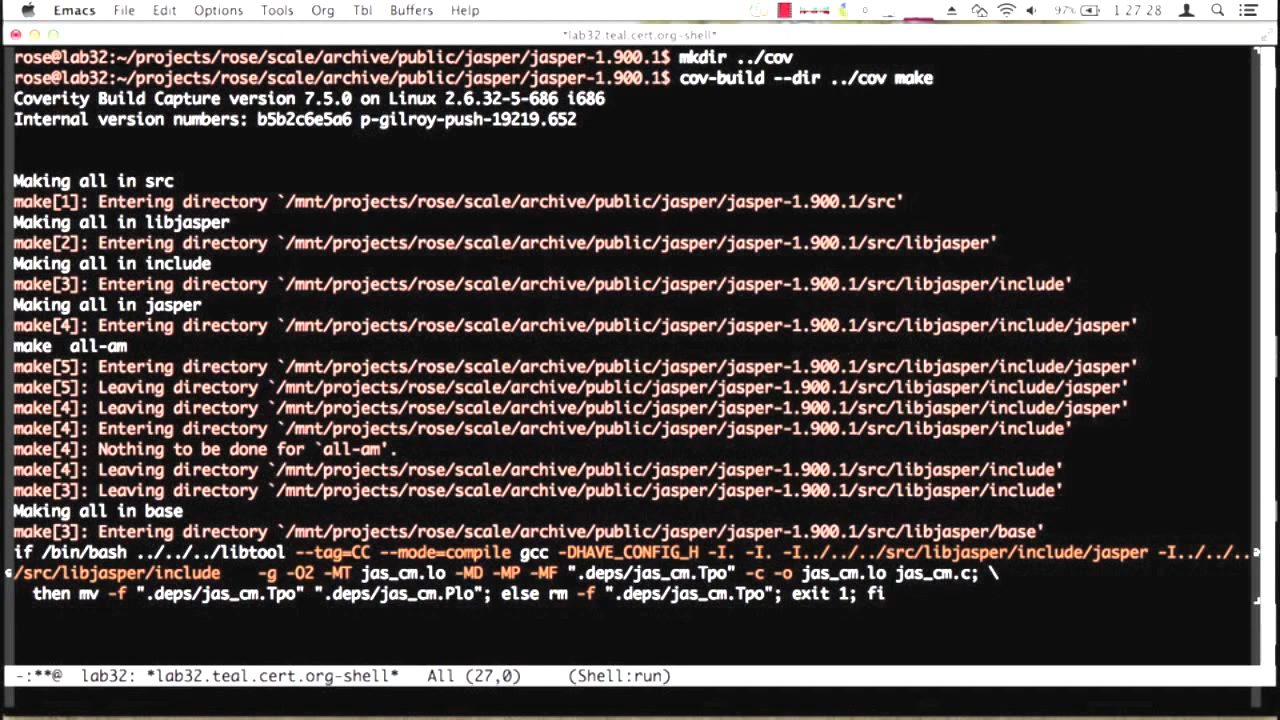 Emacs File Edit Options Tools Org Tbl Buffers Help 97% 1:27:28
*lab32.teal.cert.org-shell*
rose@lab32:~/projects/rose/scale/archive/public/jasper/jasper-1.900.1$ mkdir ../cov
rose@lab32:~/projects/rose/scale/archive/public/jasper/jasper-1.900.1$ cov-build --dir ../cov make
Coverity Build Capture version 7.5.0 on Linux 2.6.32-5-686 i686
Internal version numbers: b5b2c6e5a6 p-gilroy-push-19219.652
Making all in src
make[1]: Entering directory `/mnt/projects/rose/scale/archive/public/jasper/jasper-1.900.1/src'
Making all in libjasper
make[2]: Entering directory `/mnt/projects/rose/scale/archive/public/jasper/jasper-1.900.1/src/libjasper'
Making all in include
make[3]: Entering directory `/mnt/projects/rose/scale/archive/public/jasper/jasper-1.900.1/src/libjasper/include'
Making all in jasper
make[4]: Entering directory `/mnt/projects/rose/scale/archive/public/jasper/jasper-1.900.1/src/libjasper/include/jasper'
make  all-am
make[5]: Entering directory `/mnt/projects/rose/scale/archive/public/jasper/jasper-1.900.1/src/libjasper/include/jasper'
make[5]: Leaving directory `/mnt/projects/rose/scale/archive/public/jasper/jasper-1.900.1/src/libjasper/include/jasper'
make[4]: Leaving directory `/mnt/projects/rose/scale/archive/public/jasper/jasper-1.900.1/src/libjasper/include/jasper'
make[4]: Entering directory `/mnt/projects/rose/scale/archive/public/jasper/jasper-1.900.1/src/libjasper/include'
make[4]: Nothing to be done for `all-am'.
make[4]: Leaving directory `/mnt/projects/rose/scale/archive/public/jasper/jasper-1.900.1/src/libjasper/include'
make[3]: Leaving directory `/mnt/projects/rose/scale/archive/public/jasper/jasper-1.900.1/src/libjasper/include'
Making all in base
make[3]: Entering directory `/mnt/projects/rose/scale/archive/public/jasper/jasper-1.900.1/src/libjasper/base'
if /bin/bash ../../../libtool --tag=CC --mode=compile gcc -DHAVE_CONFIG_H -I. -I. -I../../../src/libjasper/include/jasper -I../../..
/src/libjasper/include    -g -O2 -MT jas_cm.lo -MD -MP -MF ".deps/jas_cm.Tpo" -c -o jas_cm.lo jas_cm.c; \
  then mv -f ".deps/jas_cm.Tpo" ".deps/jas_cm.Plo"; else rm -f ".deps/jas_cm.Tpo"; exit 1; fi
-:**@  lab32: *lab32.teal.cert.org-shell*   All (27,0)     (Shell:run)